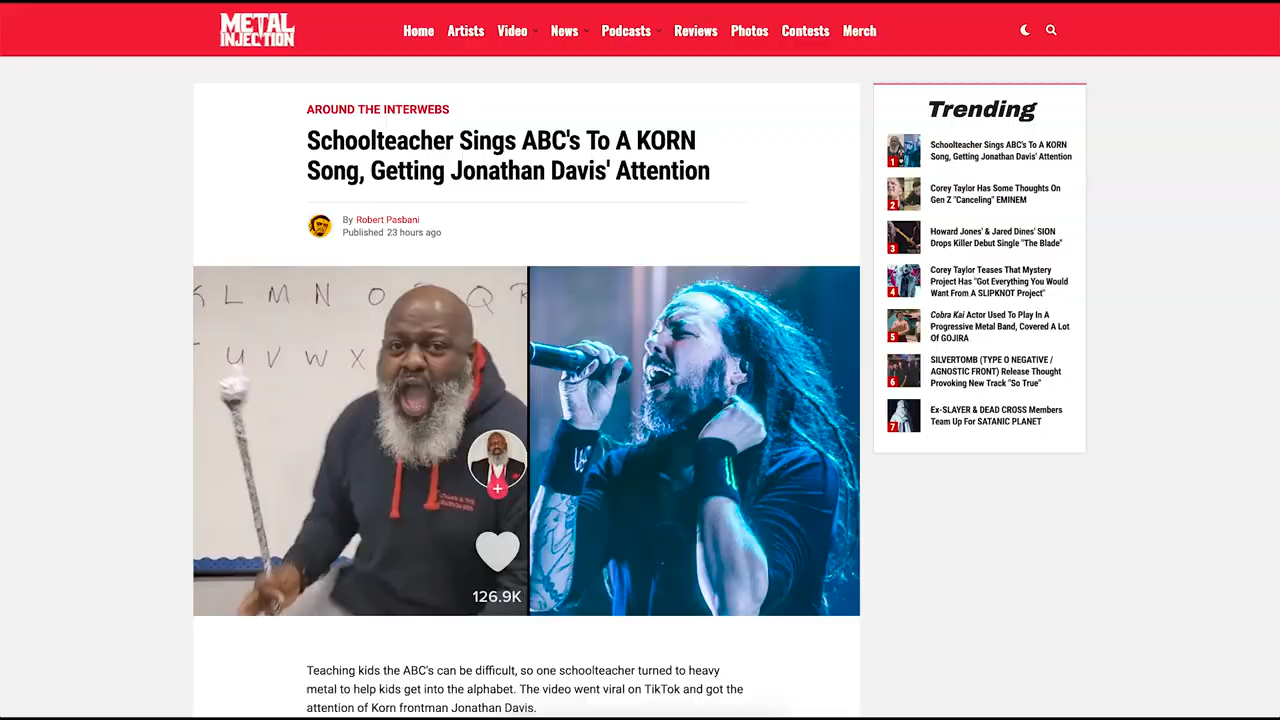 METAL
INJECTION
Home Artists Video News Podcasts Reviews Photos Contests Merch
AROUND THE INTERWEBS
Schoolteacher Sings ABC's To A KORN
Song, Getting Jonathan Davis' Attention
By Robert Pasbani
Published 23 hours ago
K L M N O P Q R
T U V W X
126.9K
Teaching kids the ABC's can be difficult, so one schoolteacher turned to heavy
metal to help kids get into the alphabet. The video went viral on TikTok and got the
attention of Korn frontman Jonathan Davis.
Trending
1
Schoolteacher Sings ABC's To A KORN
Song, Getting Jonathan Davis' Attention
2
Corey Taylor Has Some Thoughts On
Gen Z "Canceling" EMINEM
3
Howard Jones' & Jared Dines' SION
Drops Killer Debut Single "The Blade"
4
Corey Taylor Teases That Mystery
Project Has "Got Everything You Would
Want From A SLIPKNOT Project"
5
Cobra Kai Actor Used To Play In A
Progressive Metal Band, Covered A Lot
Of GOJIRA
6
SILVERTOMB (TYPE O NEGATIVE /
AGNOSTIC FRONT) Release Thought
Provoking New Track "So True"
7
Ex-SLAYER & DEAD CROSS Members
Team Up For SATANIC PLANET